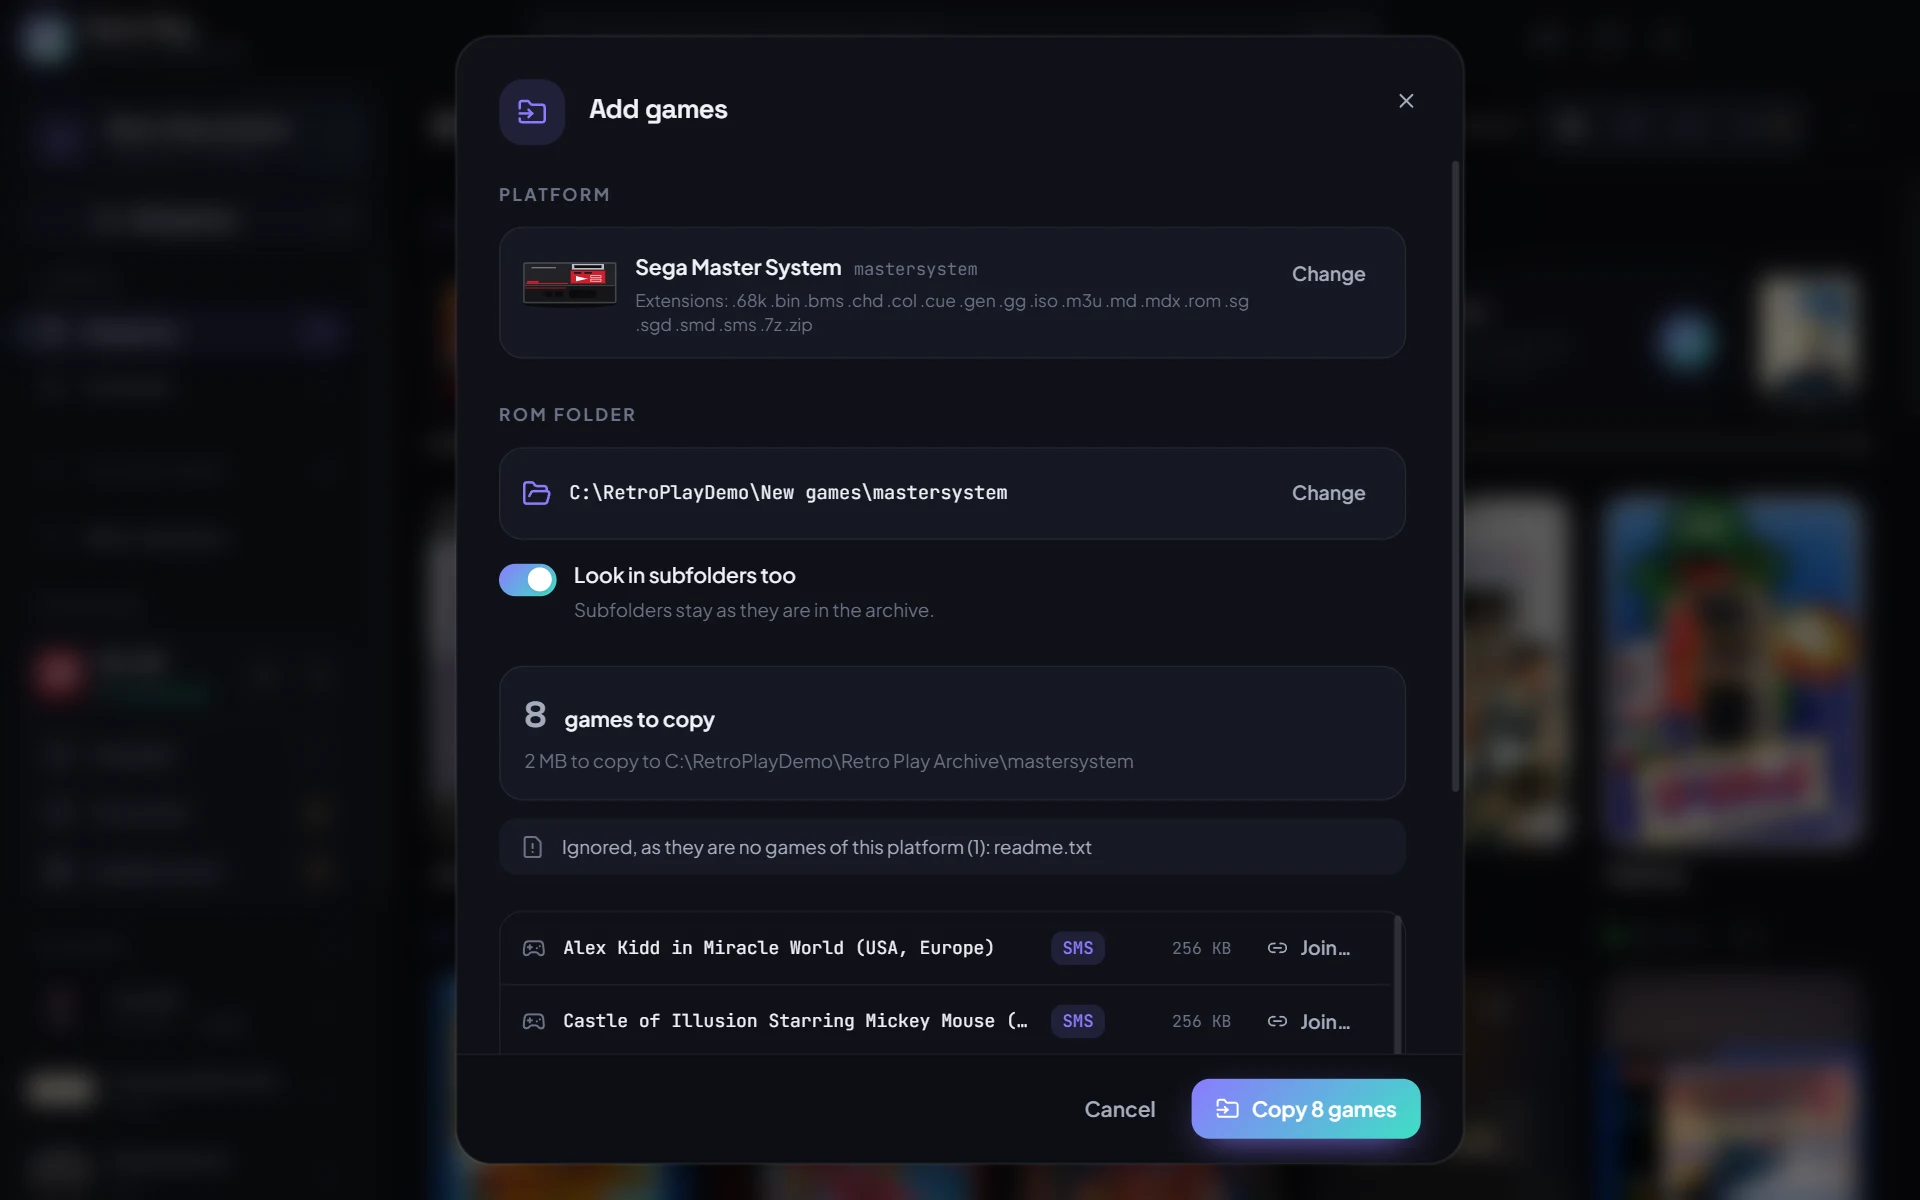 Add games
PLATFORM
Sega Master System mastersystem
Change
Extensions: .68k .bin .bms .chd .col .cue .gen .gg .iso .m3u .md .mdx .rom .sg
.sgd .smd .sms .7z .zip
ROM FOLDER
C:\RetroPlayDemo\New games\mastersystem
Change
Look in subfolders too
Subfolders stay as they are in the archive.
8 games to copy
2 MB to copy to C:\RetroPlayDemo\Retro Play Archive\mastersystem
Ignored, as they are no games of this platform (1): readme.txt
Alex Kidd in Miracle World (USA, Europe) SMS 256 KB Join…
Castle of Illusion Starring Mickey Mouse (… SMS 256 KB Join…
Cancel
Copy 8 games